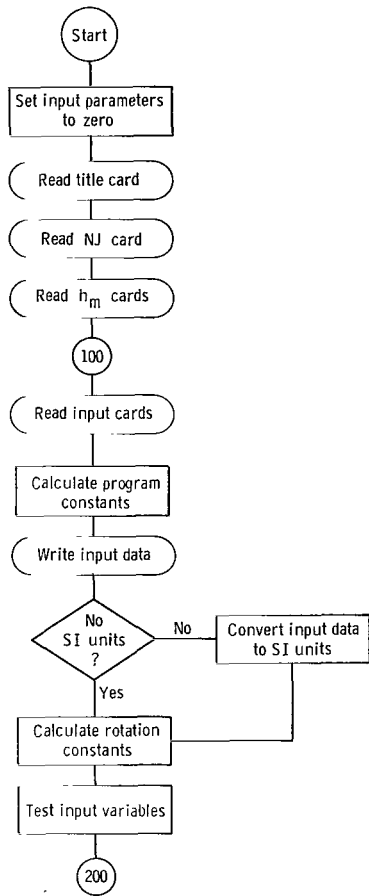 Start
Set input parameters
to zero
Read title card
Read NJ card
Read hm cards
100
Read input cards
Calculate program
constants
Write input data
No
SI units
?
No
Convert input data
to SI units
Yes
Calculate rotation
constants
Test input variables
200